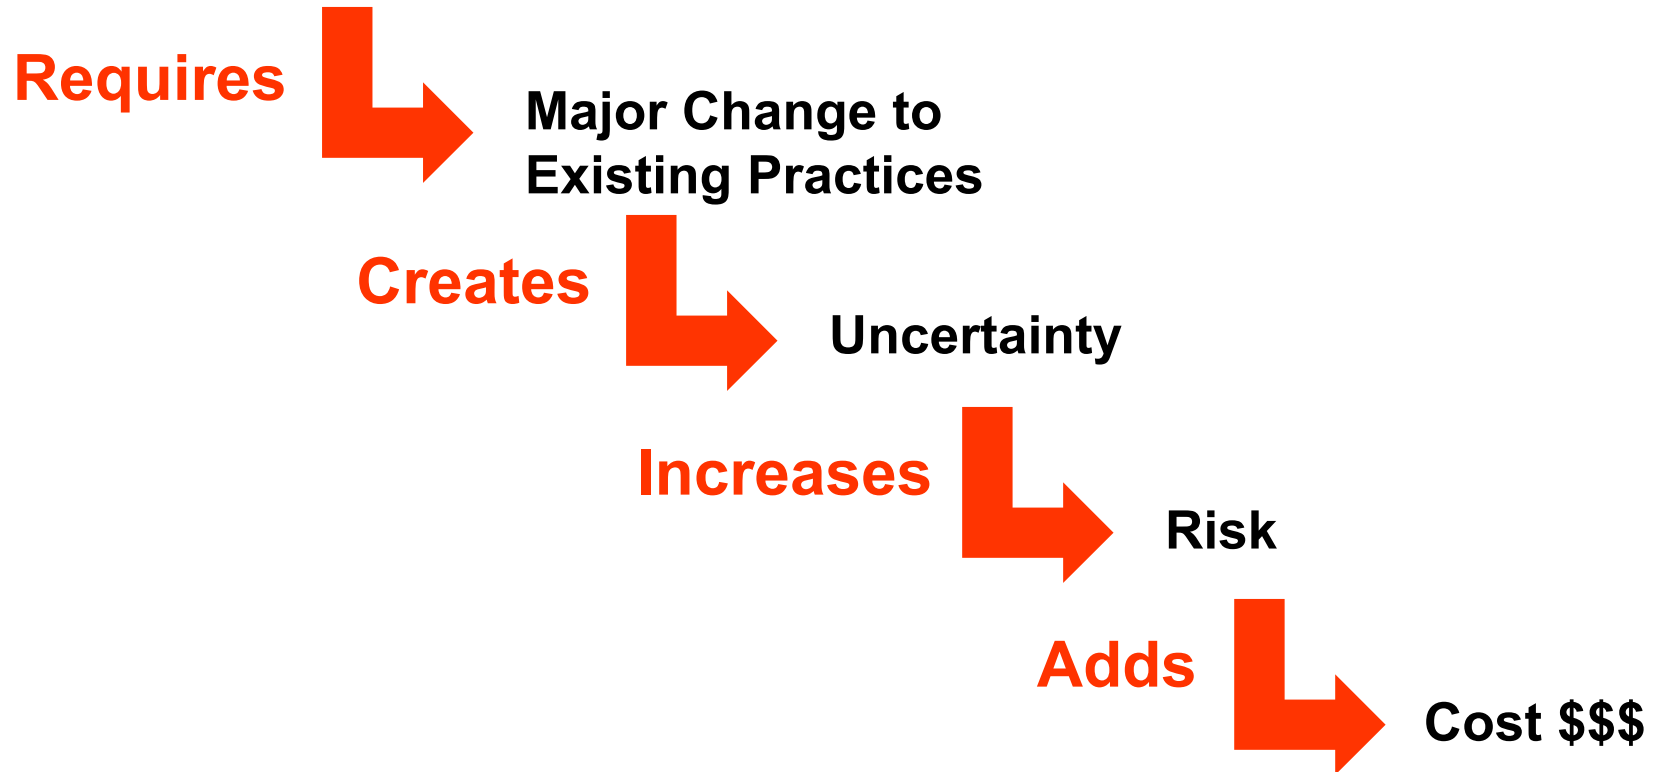 Requires
Major Change to
Existing Practices
Creates
Uncertainty
Increases
Risk
Adds
Cost $$$